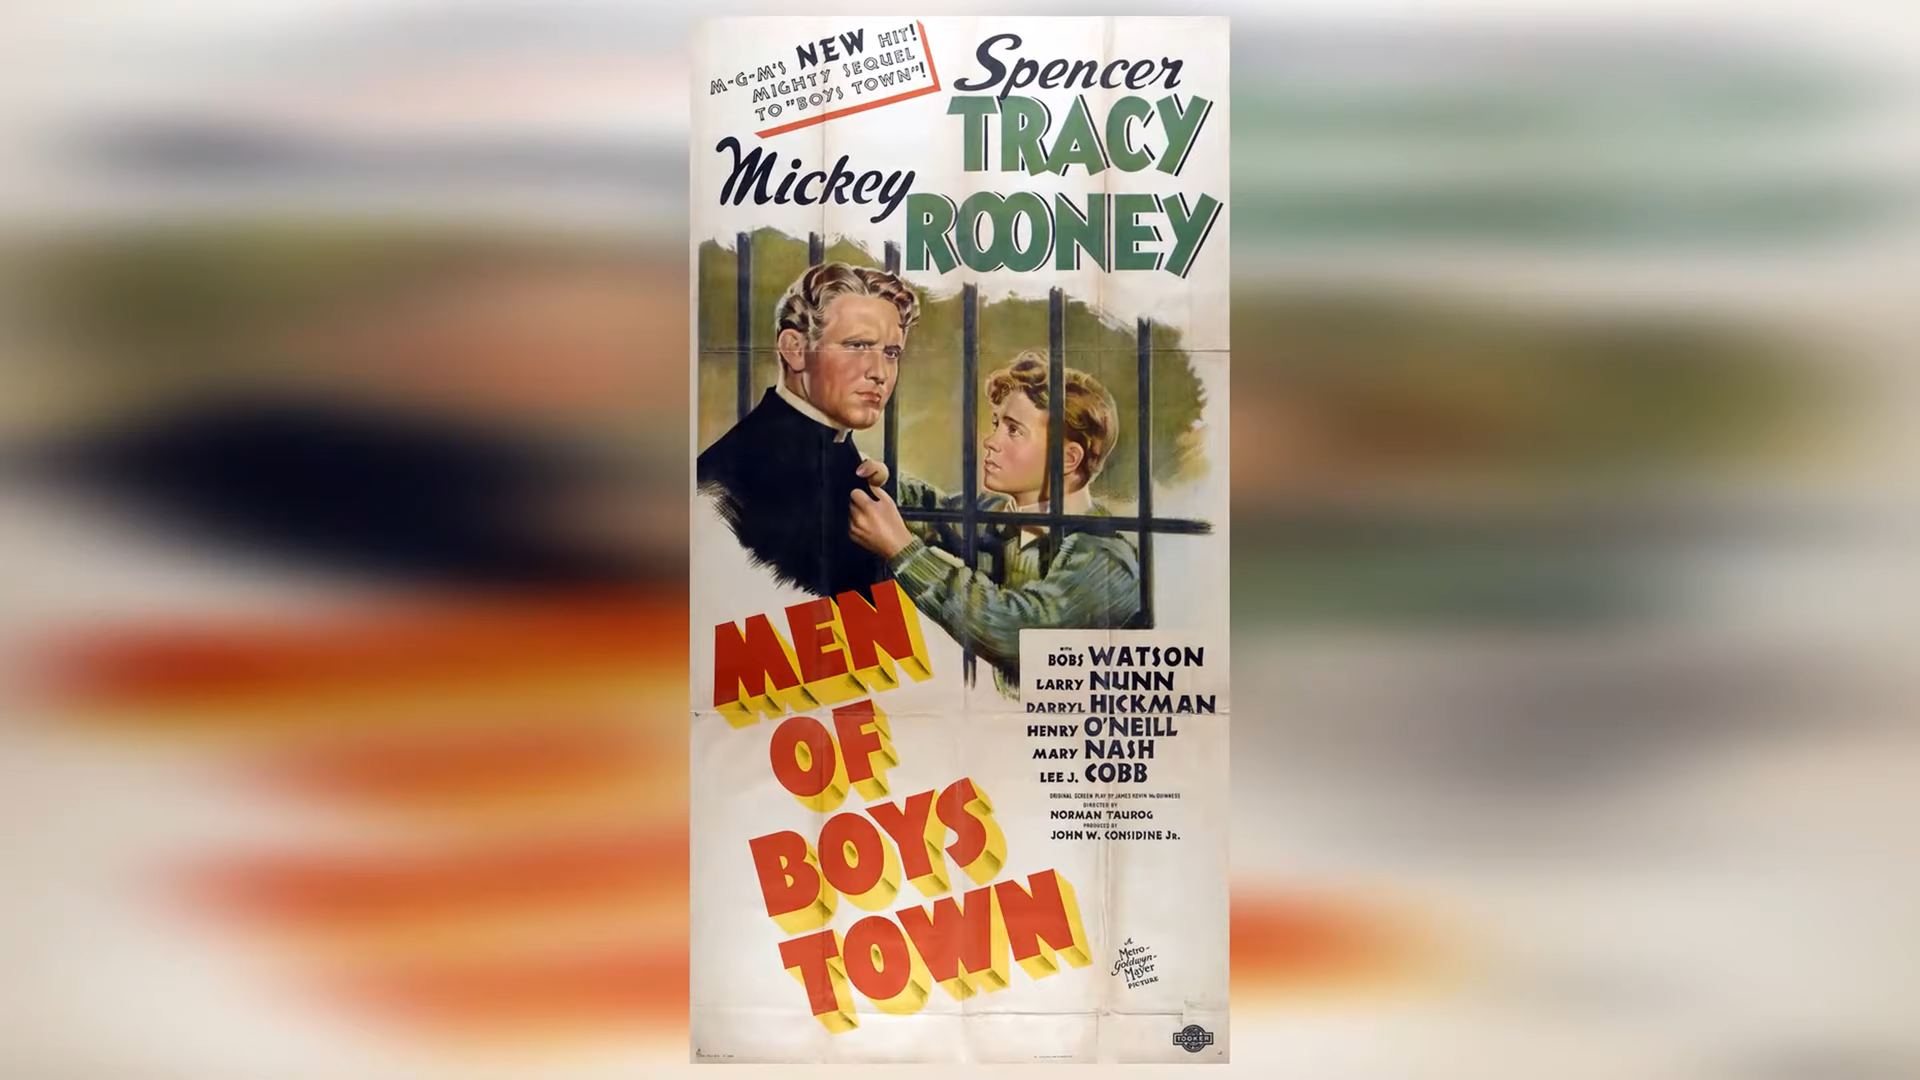 M-G-M's NEW HIT!
MIGHTY SEQUEL
TO "BOYS TOWN"!
Spencer
TRACY
Mickey
ROONEY
MEN
OF
BOYS
TOWN
WITH
BOBS WATSON
LARRY NUNN
DARRYL HICKMAN
HENRY O'NEILL
MARY NASH
LEE J. COBB
ORIGINAL SCREEN PLAY BY JAMES KEVIN McGUINNESS
DIRECTED BY
NORMAN TAUROG
PRODUCED BY
JOHN W. CONSIDINE JR.
A
Metro-
Goldwyn-
Mayer
PICTURE
TOOKER